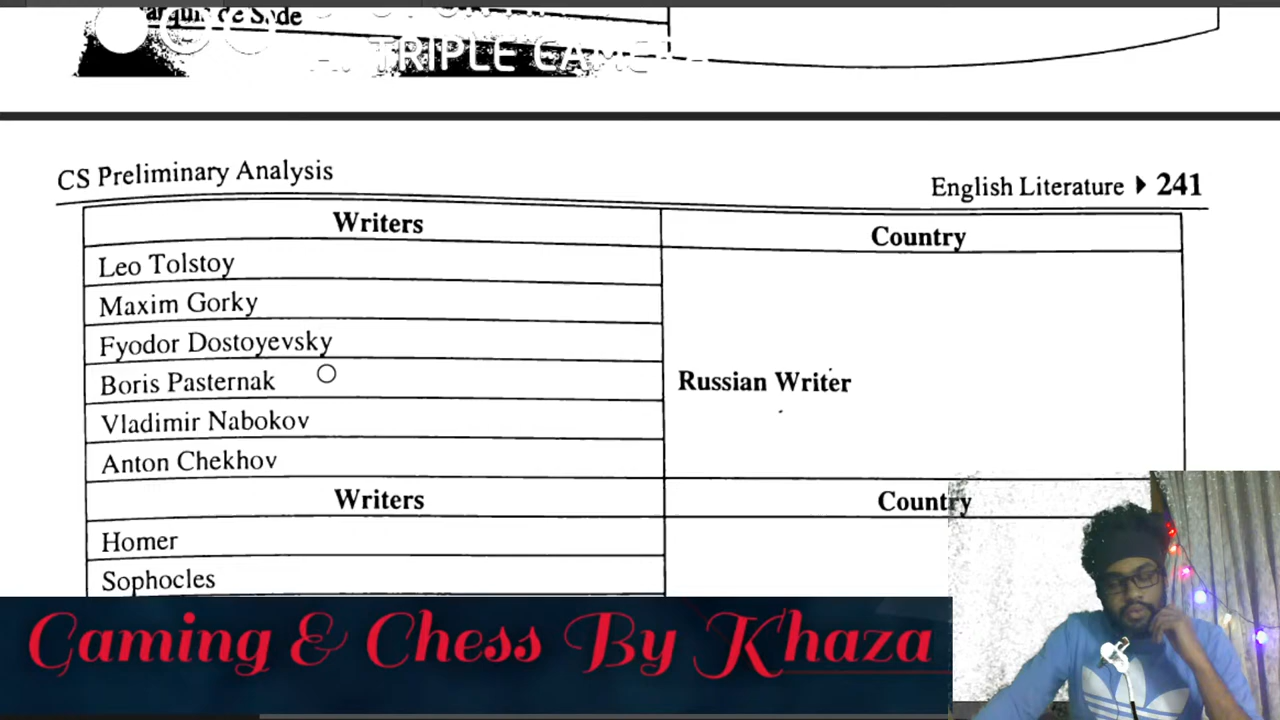 TRIPLE CAMERA
CS Preliminary Analysis
English Literature 241
Writers
Country
Leo Tolstoy
Maxim Gorky
Fyodor Dostoyevsky
Boris Pasternak
Russian Writer
Vladimir Nabokov
Anton Chekhov
Writers
Country
Homer
Sophocles
Gaming & Chess By Khaza